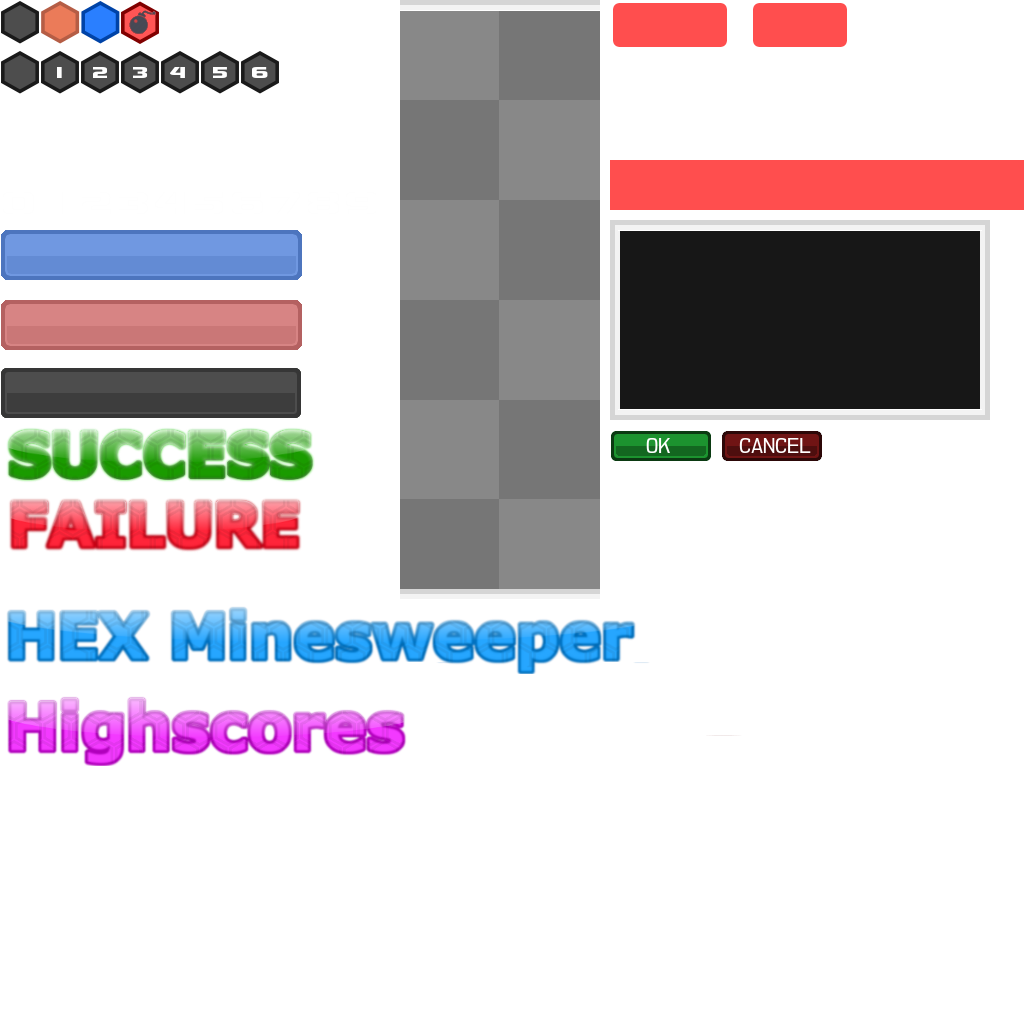 1 2 3 4 5 6
SUCCESS
OK CANCEL
FAILURE
HEX Minesweeper
Highscores